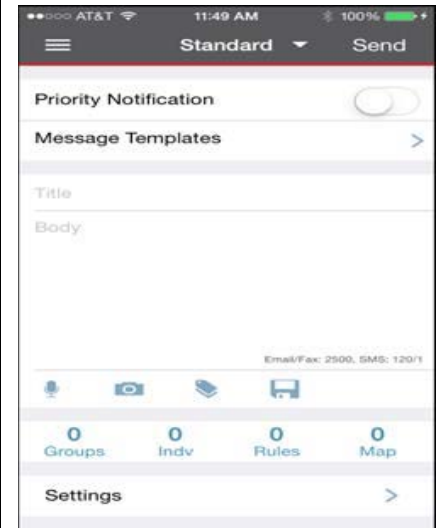 AT&T 11:49 AM 100%
Standard Send
Priority Notification
Message Templates >
Title
Body
Email/Fax: 2500, SMS: 120/1
0 0 0 0
Groups Indv Rules Map
Settings >